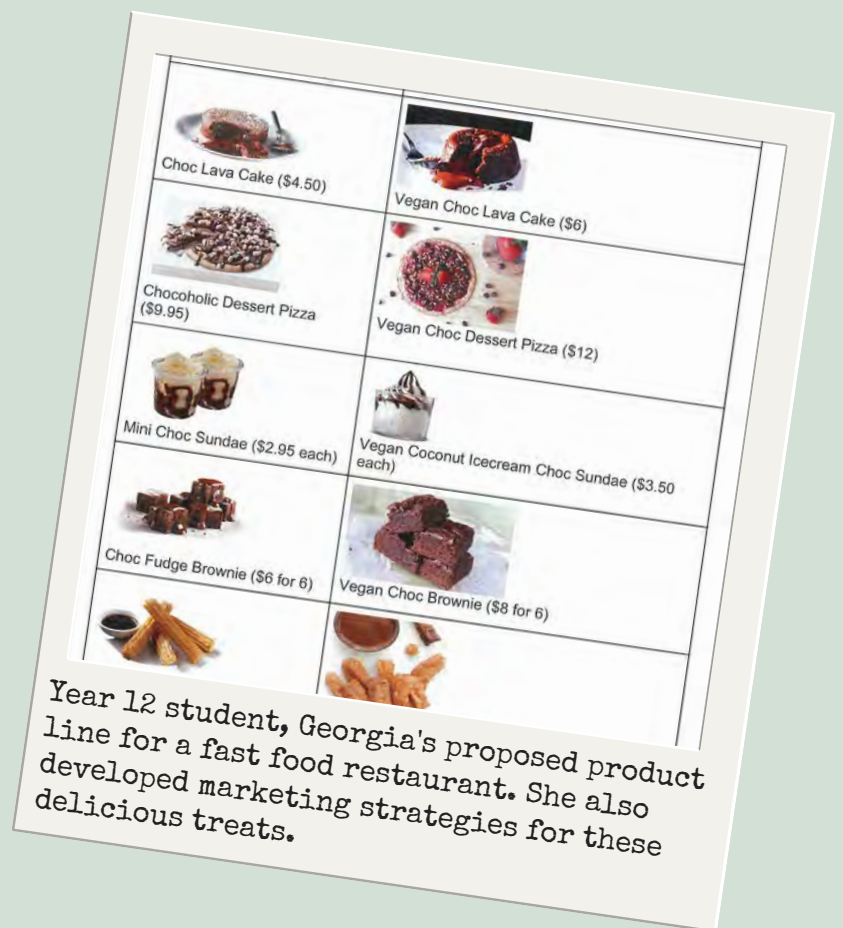 Choc Lava Cake ($4.50)
Vegan Choc Lava Cake ($6)
Chocoholic Dessert Pizza
($9.95)
Vegan Choc Dessert Pizza ($12)
Mini Choc Sundae ($2.95 each)
Vegan Coconut Icecream Choc Sundae ($3.50
each)
Choc Fudge Brownie ($6 for 6)
Vegan Choc Brownie ($8 for 6)
Year 12 student, Georgia's proposed product
line for a fast food restaurant. She also
developed marketing strategies for these
delicious treats.